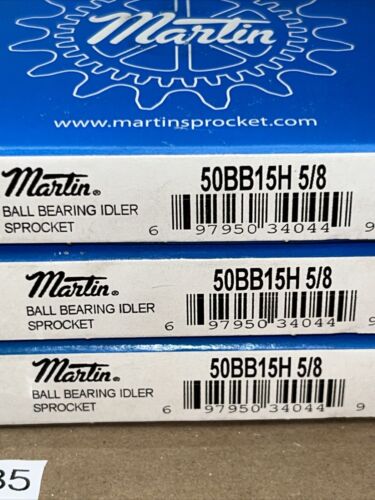 Martin
www.martinsprocket.com
Martin®
50BB15H 5/8
BALL BEARING IDLER
SPROCKET
6 97950 34044 9
Martin®
50BB15H 5/8
BALL BEARING IDLER
SPROCKET
6 97950 34044 9
Martin®
50BB15H 5/8
BALL BEARING IDLER
SPROCKET
6 97950 34044 9
35